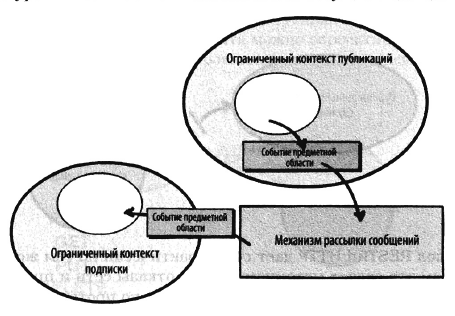 Ограниченный контекст публикаций
Событие предметной
области
Событие предметной
области
Механизм рассылки сообщений
Ограниченный контекст
подписки